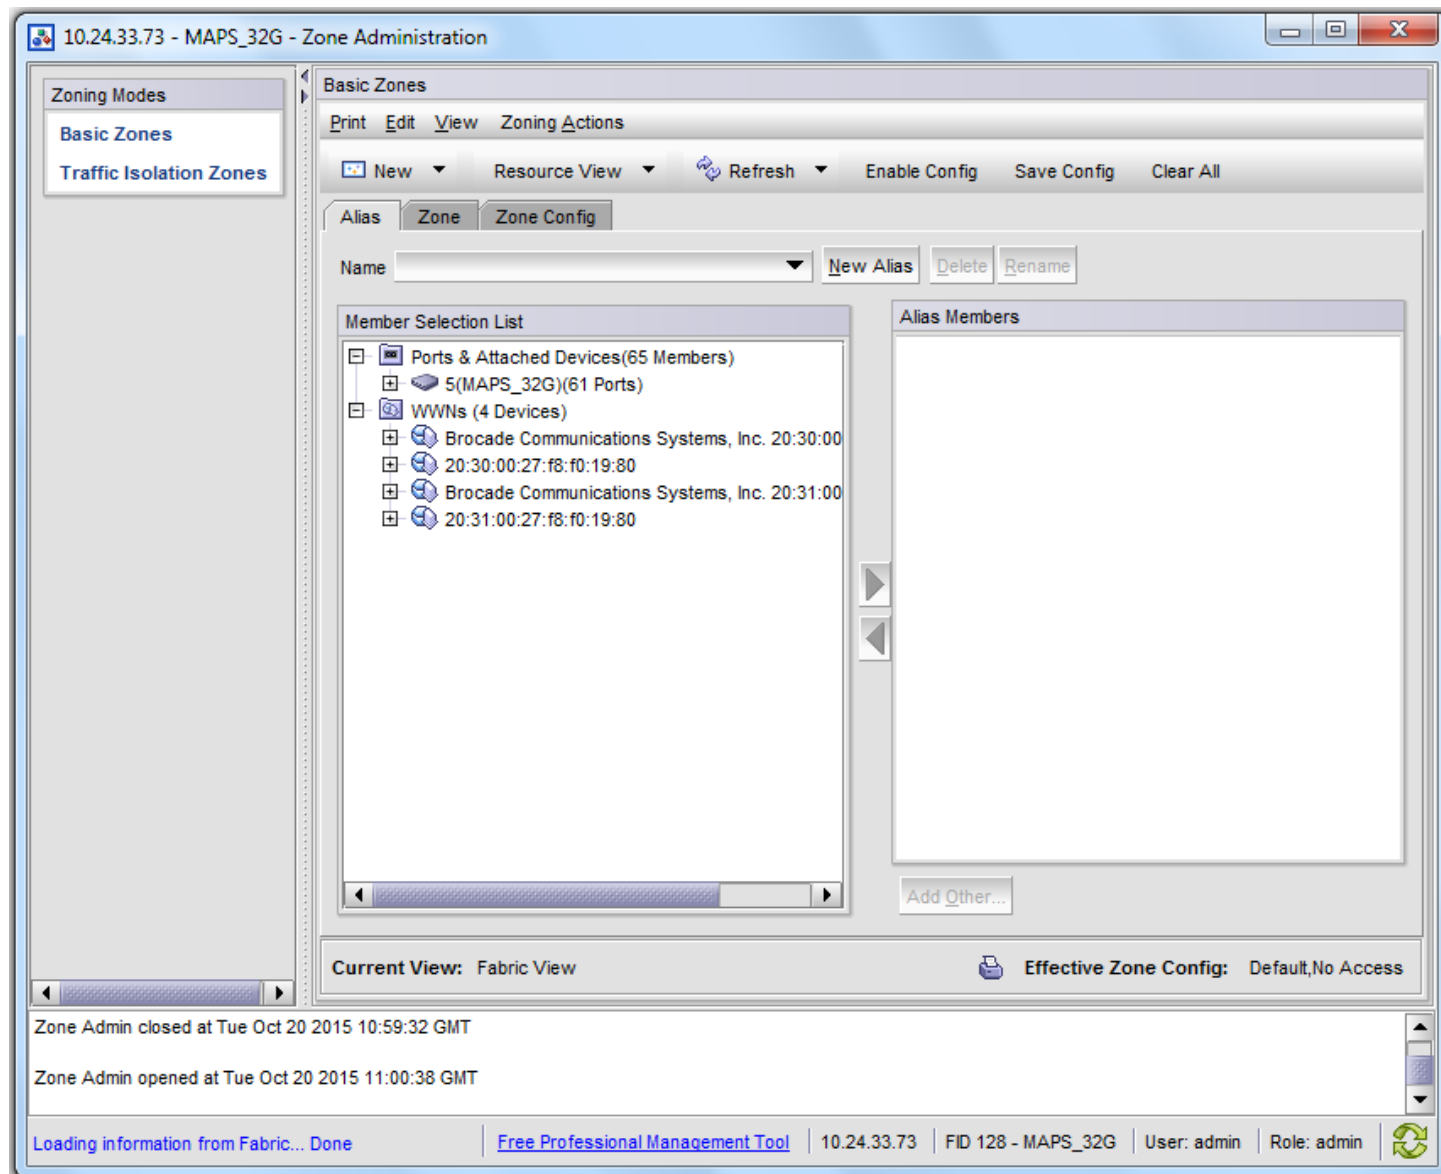 10.24.33.73 - MAPS_32G - Zone Administration
Zoning Modes
Basic Zones
Traffic Isolation Zones
Basic Zones
Print Edit View Zoning Actions
New Resource View Refresh Enable Config Save Config Clear All
Alias Zone Zone Config
Name New Alias Delete Rename
Member Selection List
Ports & Attached Devices(65 Members)
5(MAPS_32G)(61 Ports)
WWNs (4 Devices)
Brocade Communications Systems, Inc. 20:30:00
20:30:00:27:f8:f0:19:80
Brocade Communications Systems, Inc. 20:31:00
20:31:00:27:f8:f0:19:80
Alias Members
Add Other...
Current View: Fabric View Effective Zone Config: Default,No Access
Zone Admin closed at Tue Oct 20 2015 10:59:32 GMT
Zone Admin opened at Tue Oct 20 2015 11:00:38 GMT
Loading information from Fabric... Done Free Professional Management Tool 10.24.33.73 FID 128 - MAPS_32G User: admin Role: admin